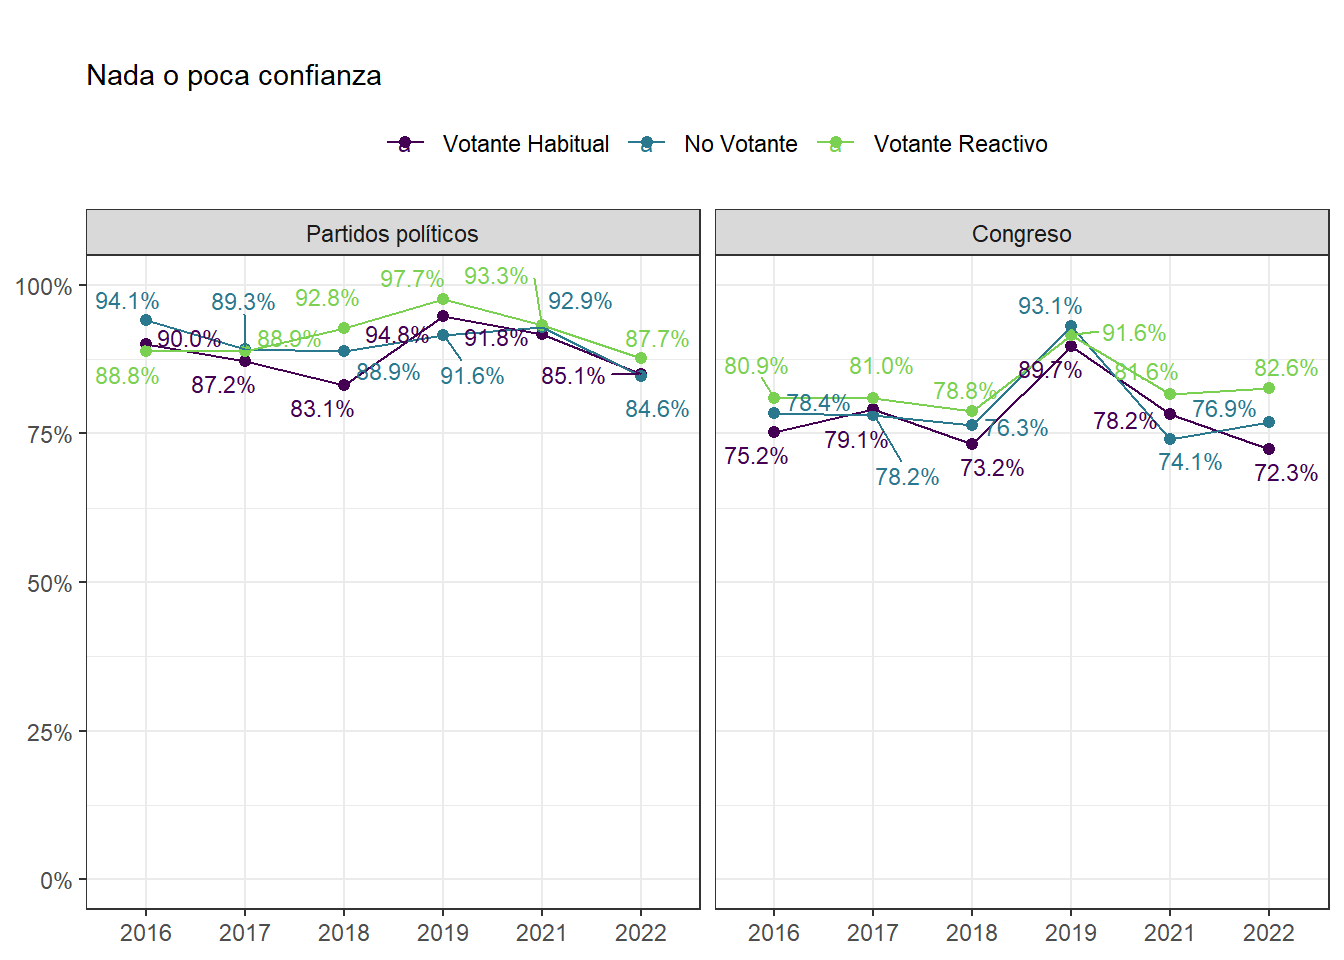 Nada o poca confianza
a Votante Habitual a No Votante a Votante Reactivo
Partidos políticos Congreso
97.7% 93.3%
100% 94.1% 89.3% 92.8% 92.9% 93.1%
90.0% 88.9% 94.8% 91.8% 87.7% 91.6%
88.8% 87.2% 88.9% 91.6% 85.1% 80.9% 81.0% 89.7% 81.6% 82.6%
83.1% 84.6% 78.4% 78.8% 76.9%
75% 79.1% 76.3% 78.2%
75.2% 78.2% 73.2% 74.1% 72.3%
50%
25%
0%
2016 2017 2018 2019 2021 2022 2016 2017 2018 2019 2021 2022